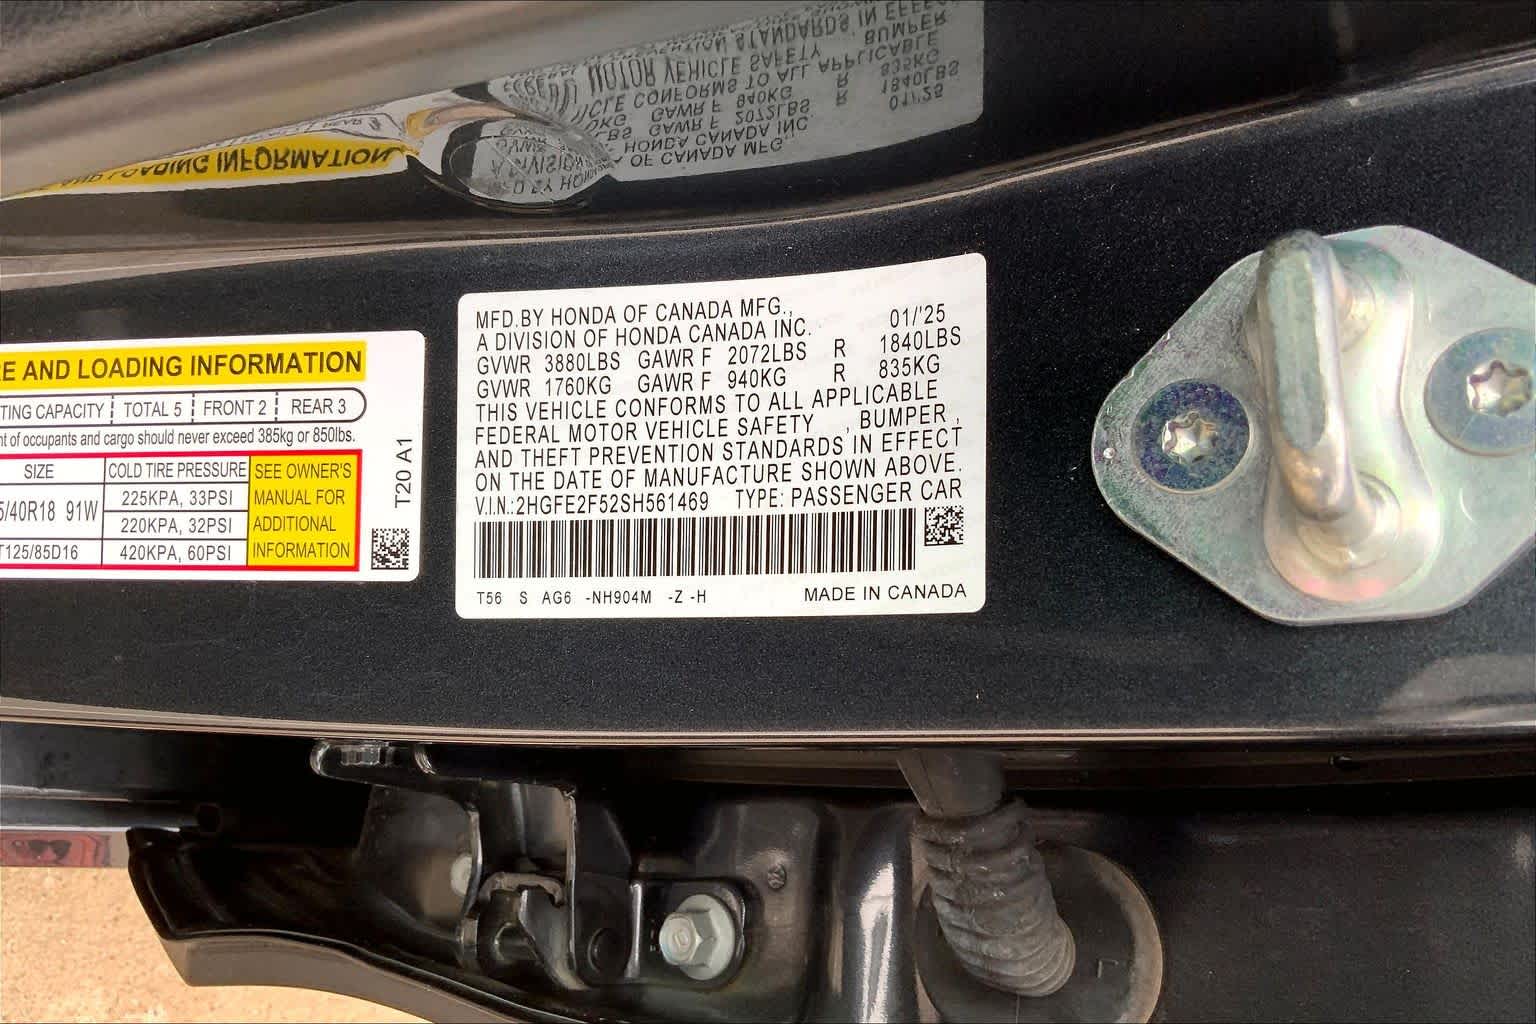 RE AND LOADING INFORMATION
TING CAPACITY TOTAL 5 FRONT 2 REAR 3
nt of occupants and cargo should never exceed 385kg or 850lbs.
SIZE COLD TIRE PRESSURE SEE OWNER'S
MANUAL FOR
ADDITIONAL
INFORMATION
5/40R18 91W 225KPA, 33PSI
220KPA, 32PSI
T125/85D16 420KPA, 60PSI
T20 A1
MFD.BY HONDA OF CANADA MFG.,
A DIVISION OF HONDA CANADA INC. 01/'25
GVWR 3880LBS GAWR F 2072LBS R 1840LBS
GVWR 1760KG GAWR F 940KG R 835KG
THIS VEHICLE CONFORMS TO ALL APPLICABLE
FEDERAL MOTOR VEHICLE SAFETY , BUMPER ,
AND THEFT PREVENTION STANDARDS IN EFFECT
ON THE DATE OF MANUFACTURE SHOWN ABOVE.
V.I.N.:2HGFE2F52SH561469 TYPE: PASSENGER CAR
T56 S AG6 -NH904M -Z -H MADE IN CANADA